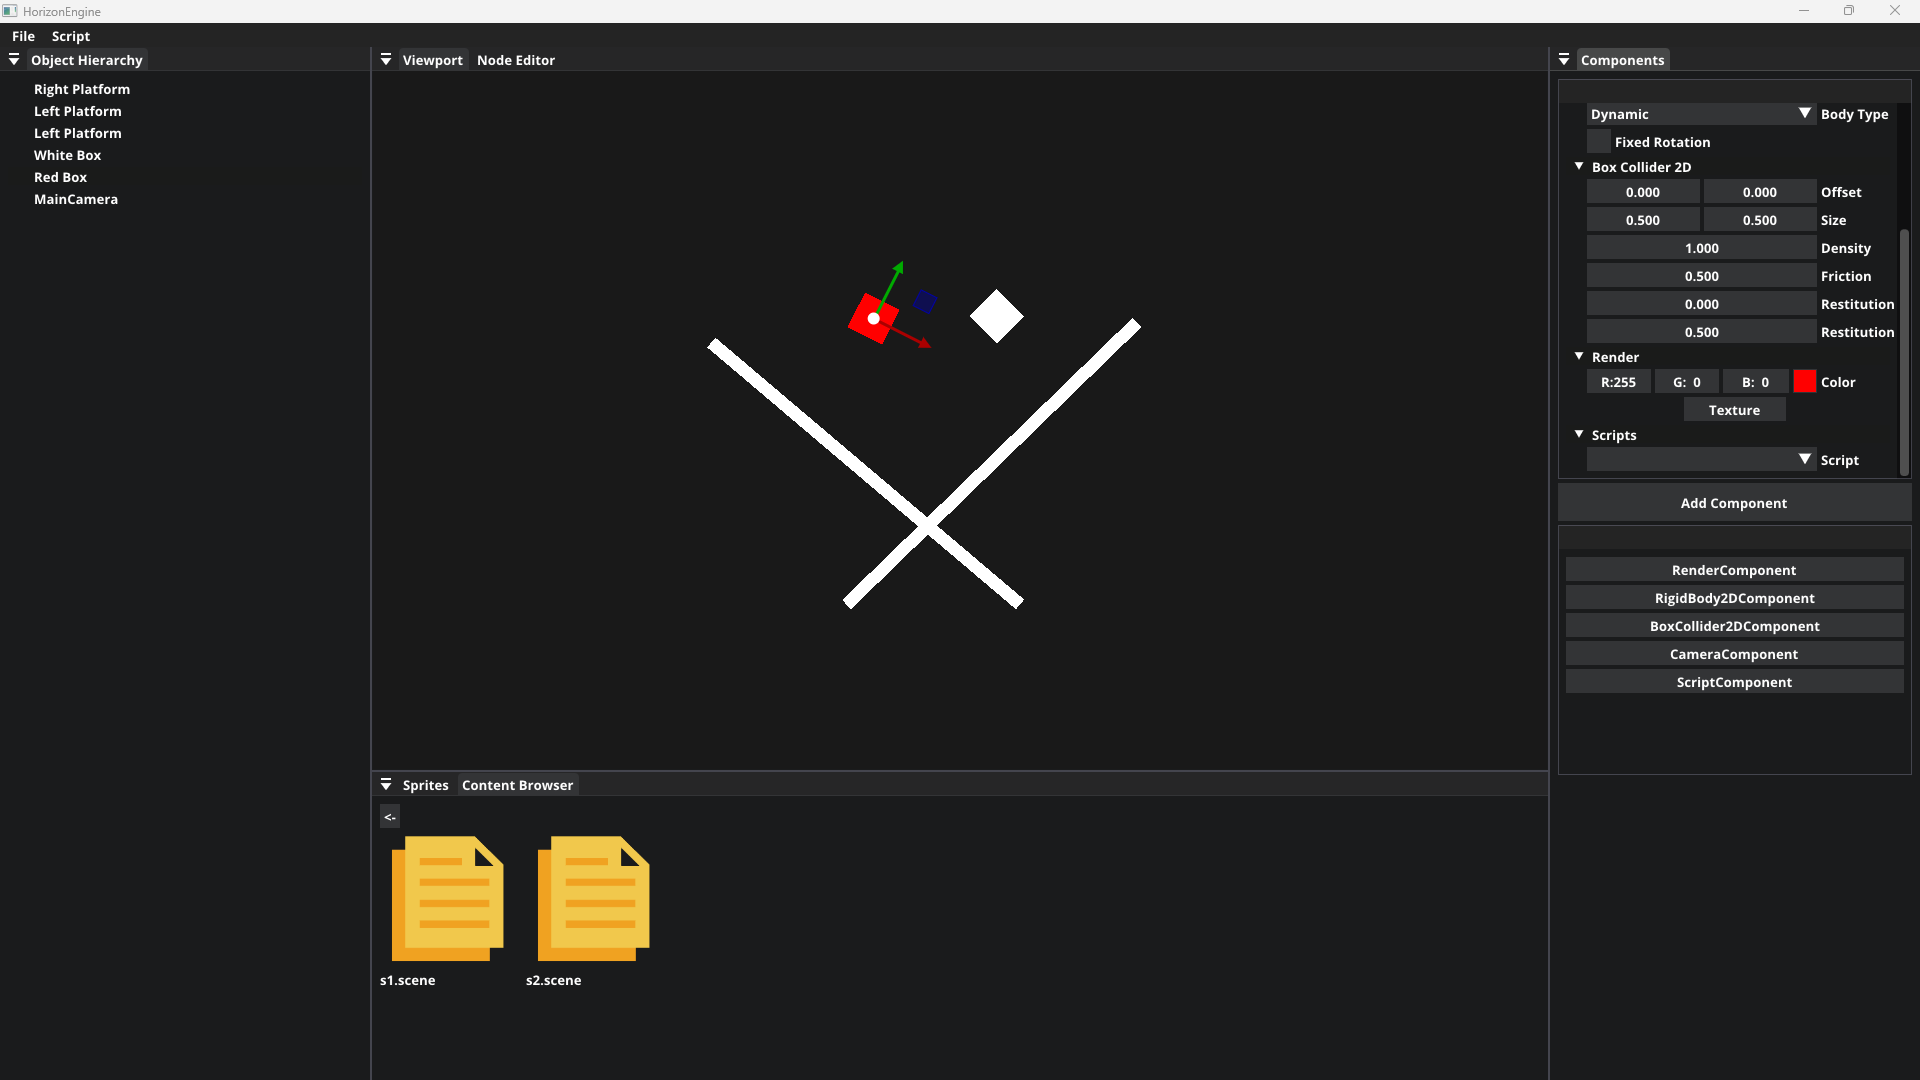 HorizonEngine
File Script
Object Hierarchy
Right Platform
Left Platform
Left Platform
White Box
Red Box
MainCamera
Viewport Node Editor
Sprites Content Browser
<-
s1.scene s2.scene
Components
Dynamic Body Type
Fixed Rotation
Box Collider 2D
0.000 0.000 Offset
0.500 0.500 Size
1.000 Density
0.500 Friction
0.000 Restitution
0.500 Restitution
Render
R:255 G: 0 B: 0 Color
Texture
Scripts
Script
Add Component
RenderComponent
RigidBody2DComponent
BoxCollider2DComponent
CameraComponent
ScriptComponent